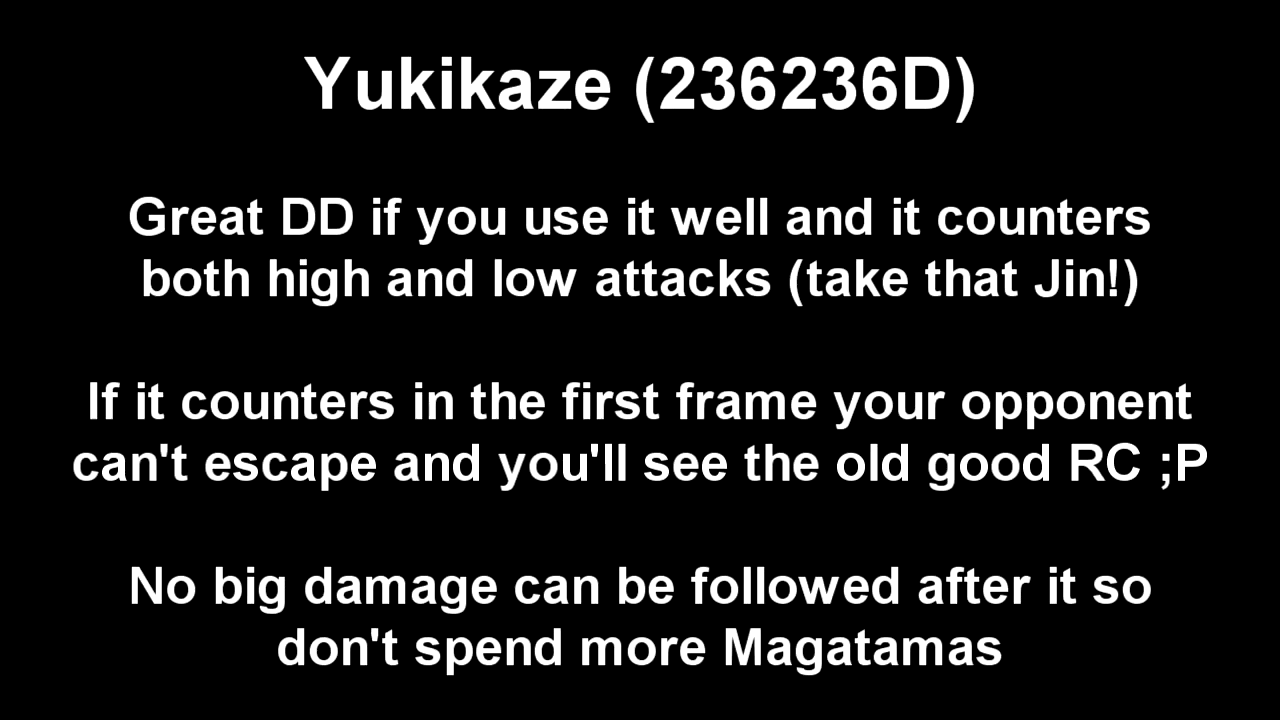 Yukikaze (236236D)
Great DD if you use it well and it counters
both high and low attacks (take that Jin!)
If it counters in the first frame your opponent
can't escape and you'll see the old good RC ;P
No big damage can be followed after it so
don't spend more Magatamas